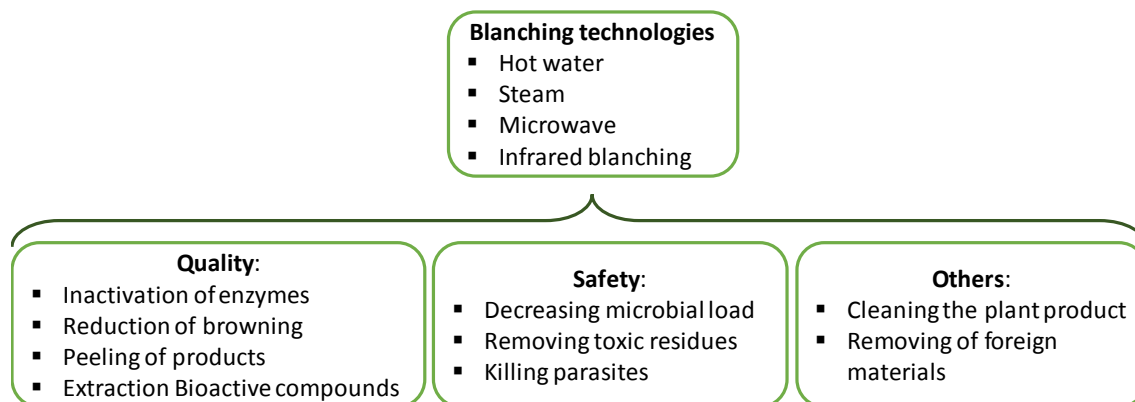 Blanching technologies
▪ Hot water
▪ Steam
▪ Microwave
▪ Infrared blanching
Quality:
▪ Inactivation of enzymes
▪ Reduction of browning
▪ Peeling of products
▪ Extraction Bioactive compounds
Safety:
▪ Decreasing microbial load
▪ Removing toxic residues
▪ Killing parasites
Others:
▪ Cleaning the plant product
▪ Removing of foreign
materials